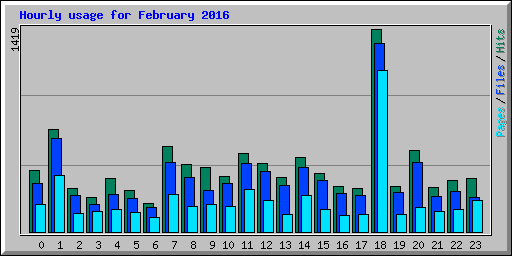 Hourly usage for February 2016
1419
Pages / Files / Hits
0 1 2 3 4 5 6 7 8 9 10 11 12 13 14 15 16 17 18 19 20 21 22 23